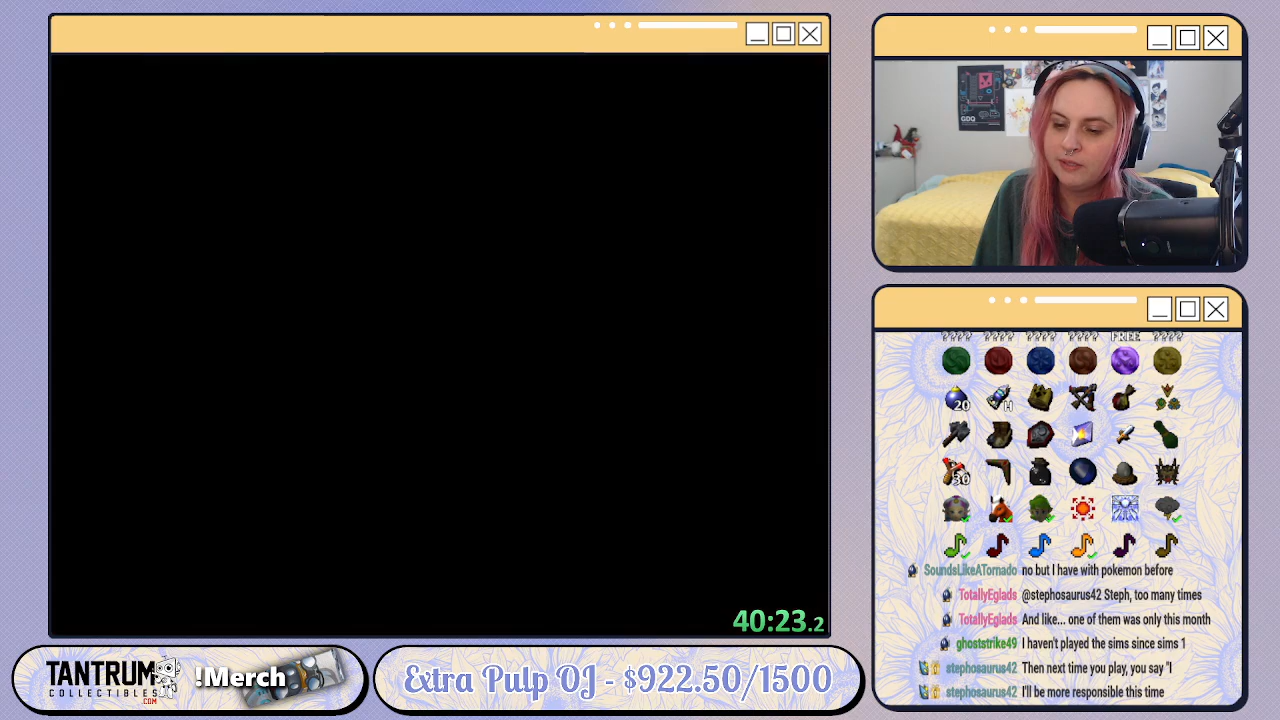 GDQ
???? ???? ???? ???? FREE ????
20
H
30
SoundsLikeATornado no but I have with pokemon before
TotallyEglads @stephosaurus42 Steph, too many times
TotallyEglads And like... one of them was only this month
ghoststrike49 I haven't played the sims since sims 1
stephosaurus42 Then next time you play, you say "I
stephosaurus42 I'll be more responsible this time
40:23.2
TANTRUM
COLLECTIBLES
.COM
!Merch
Extra Pulp OJ - $922.50/1500